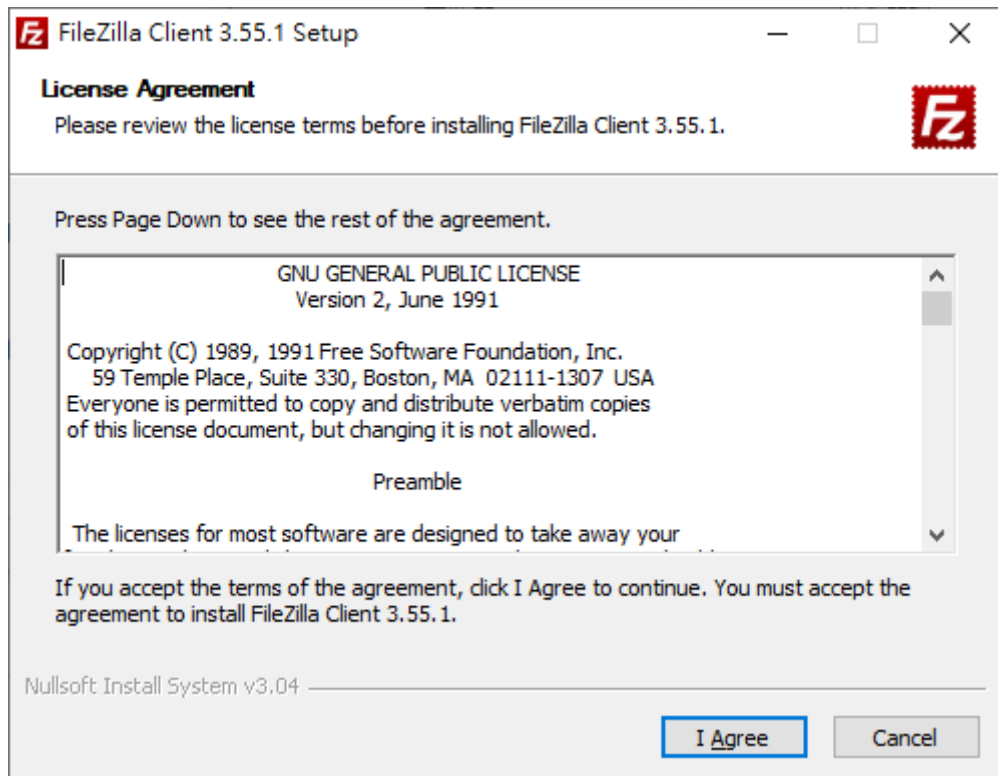 FileZilla Client 3.55.1 Setup
License Agreement
Please review the license terms before installing FileZilla Client 3.55.1.
Fz
Press Page Down to see the rest of the agreement.
GNU GENERAL PUBLIC LICENSE
Version 2, June 1991
Copyright (C) 1989, 1991 Free Software Foundation, Inc.
59 Temple Place, Suite 330, Boston, MA 02111-1307 USA
Everyone is permitted to copy and distribute verbatim copies
of this license document, but changing it is not allowed.
Preamble
The licenses for most software are designed to take away your
If you accept the terms of the agreement, click I Agree to continue. You must accept the
agreement to install FileZilla Client 3.55.1.
Nullsoft Install System v3.04
I Agree
Cancel